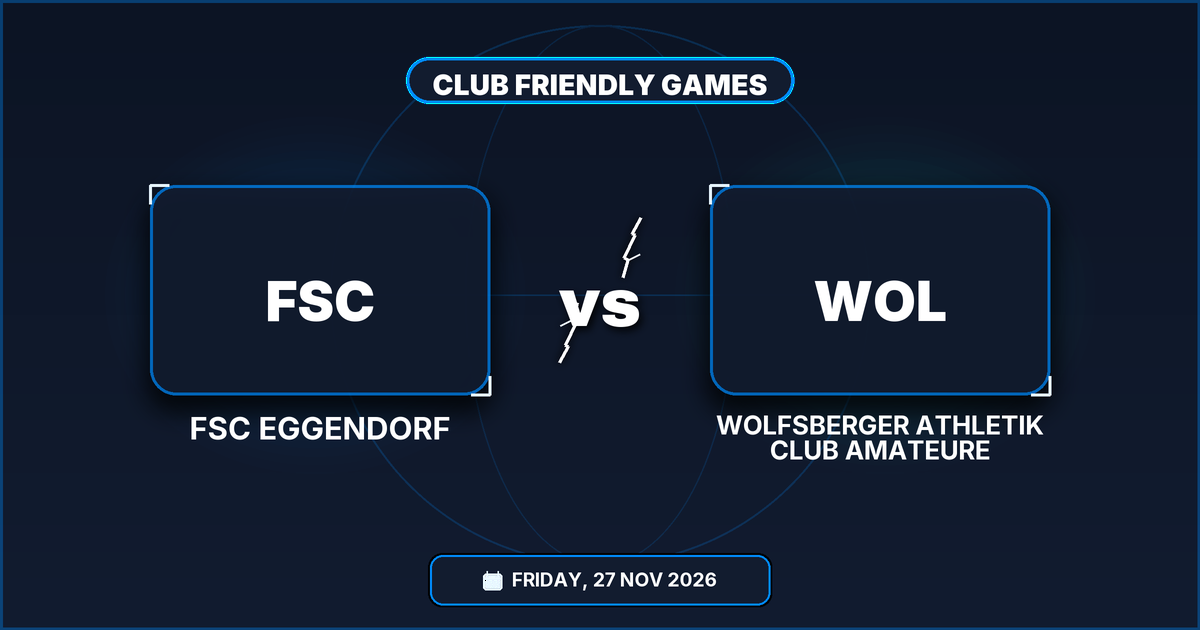 CLUB FRIENDLY GAMES
FSC
vs
WOL
FSC EGGENDORF
WOLFSBERGER ATHLETIK
CLUB AMATEURE
FRIDAY, 27 NOV 2026